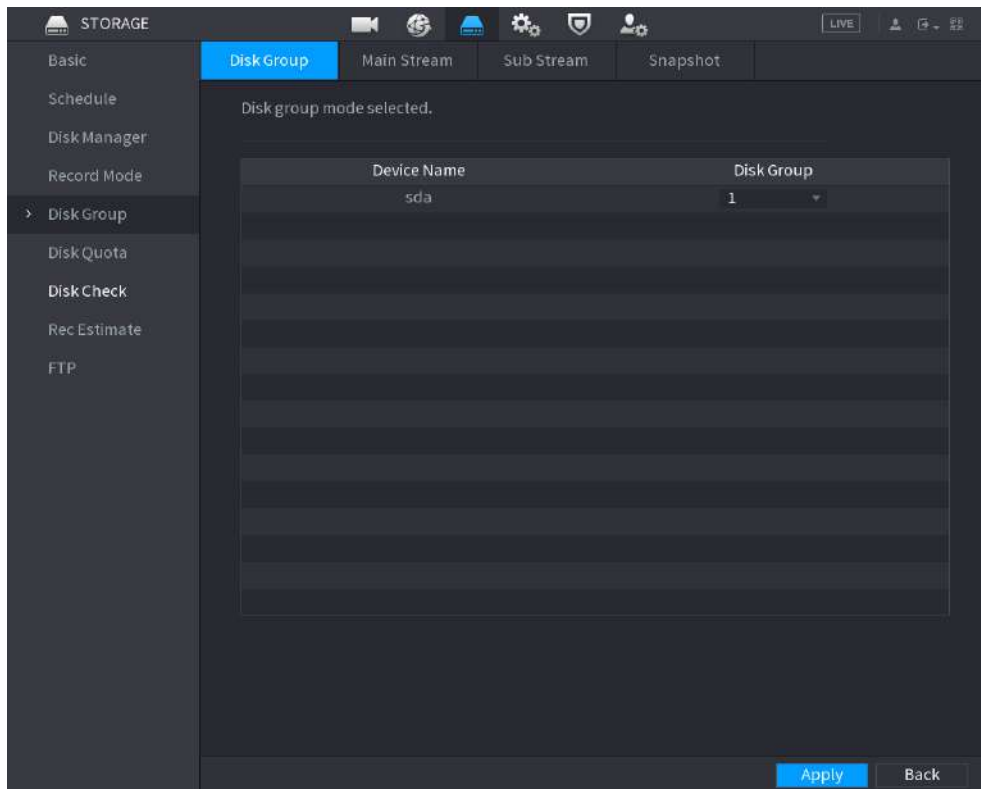 STORAGE
LIVE
Basic
Disk Group Main Stream Sub Stream Snapshot
Schedule
Disk group mode selected.
Disk Manager
Record Mode
Device Name Disk Group
sda 1
> Disk Group
Disk Quota
Disk Check
Rec Estimate
FTP
Apply Back